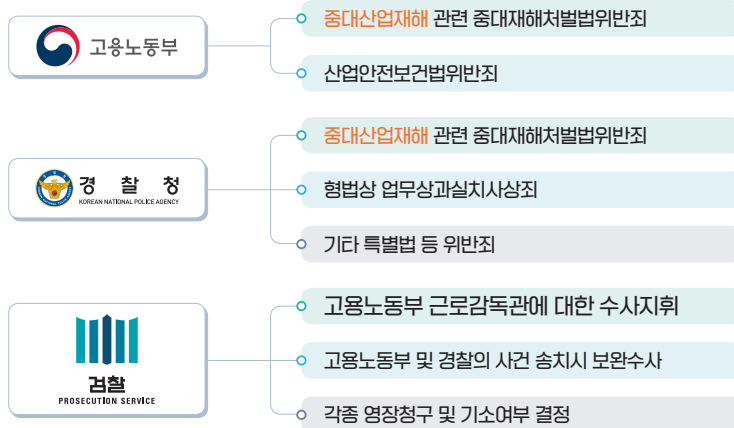 고용노동부
중대산업재해 관련 중대재해처벌법위반죄
산업안전보건법위반죄
경찰청
KOREAN NATIONAL POLICE AGENCY
중대산업재해 관련 중대재해처벌법위반죄
형법상 업무상과실치사상죄
기타 특별법 등 위반죄
검찰
PROSECUTION SERVICE
고용노동부 근로감독관에 대한 수사지휘
고용노동부 및 경찰의 사건 송치시 보완수사
각종 영장청구 및 기소여부 결정